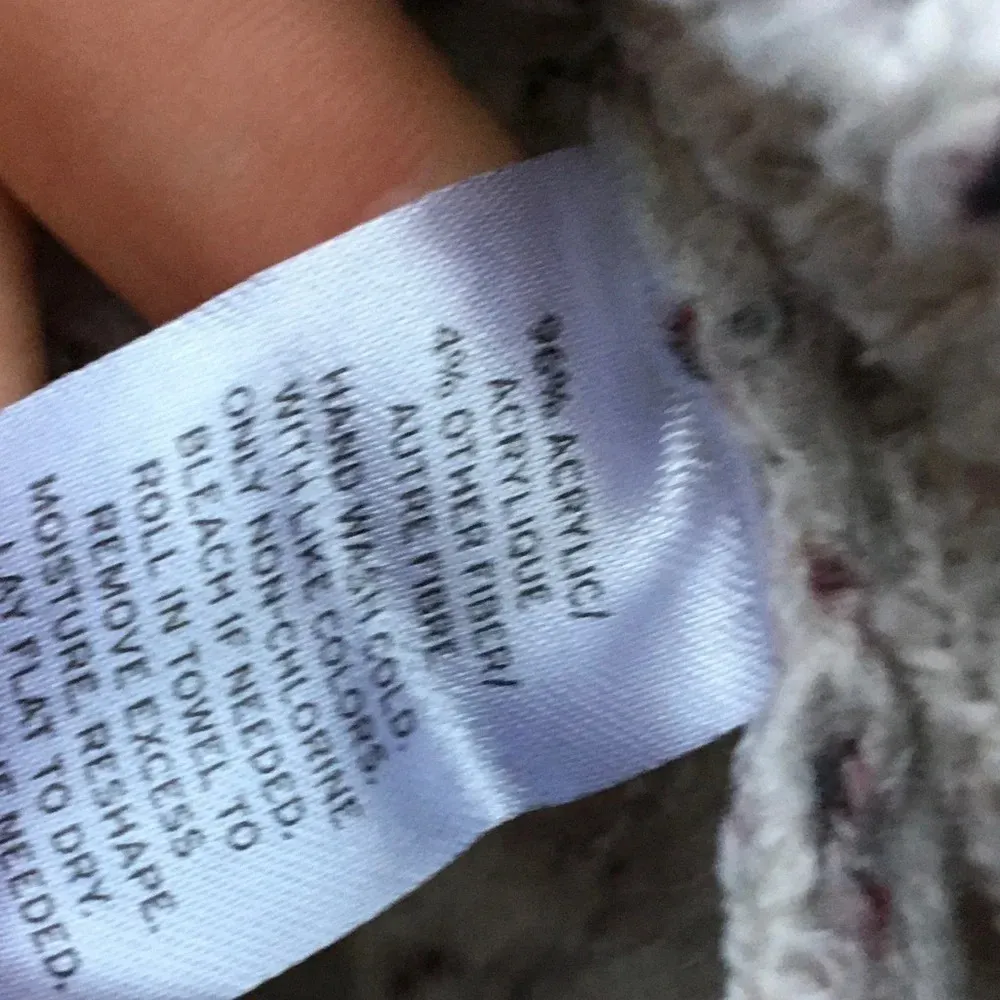 96% ACRYLIC/
ACRYLIQUE
4% OTHER FIBER/
AUTRE FIBRE
HAND WASH COLD
WITH LIKE COLORS.
ONLY NON-CHLORINE
BLEACH IF NEEDED.
ROLL IN TOWEL TO
REMOVE EXCESS
MOISTURE. RESHAPE.
LAY FLAT TO DRY.
IF NEEDED.